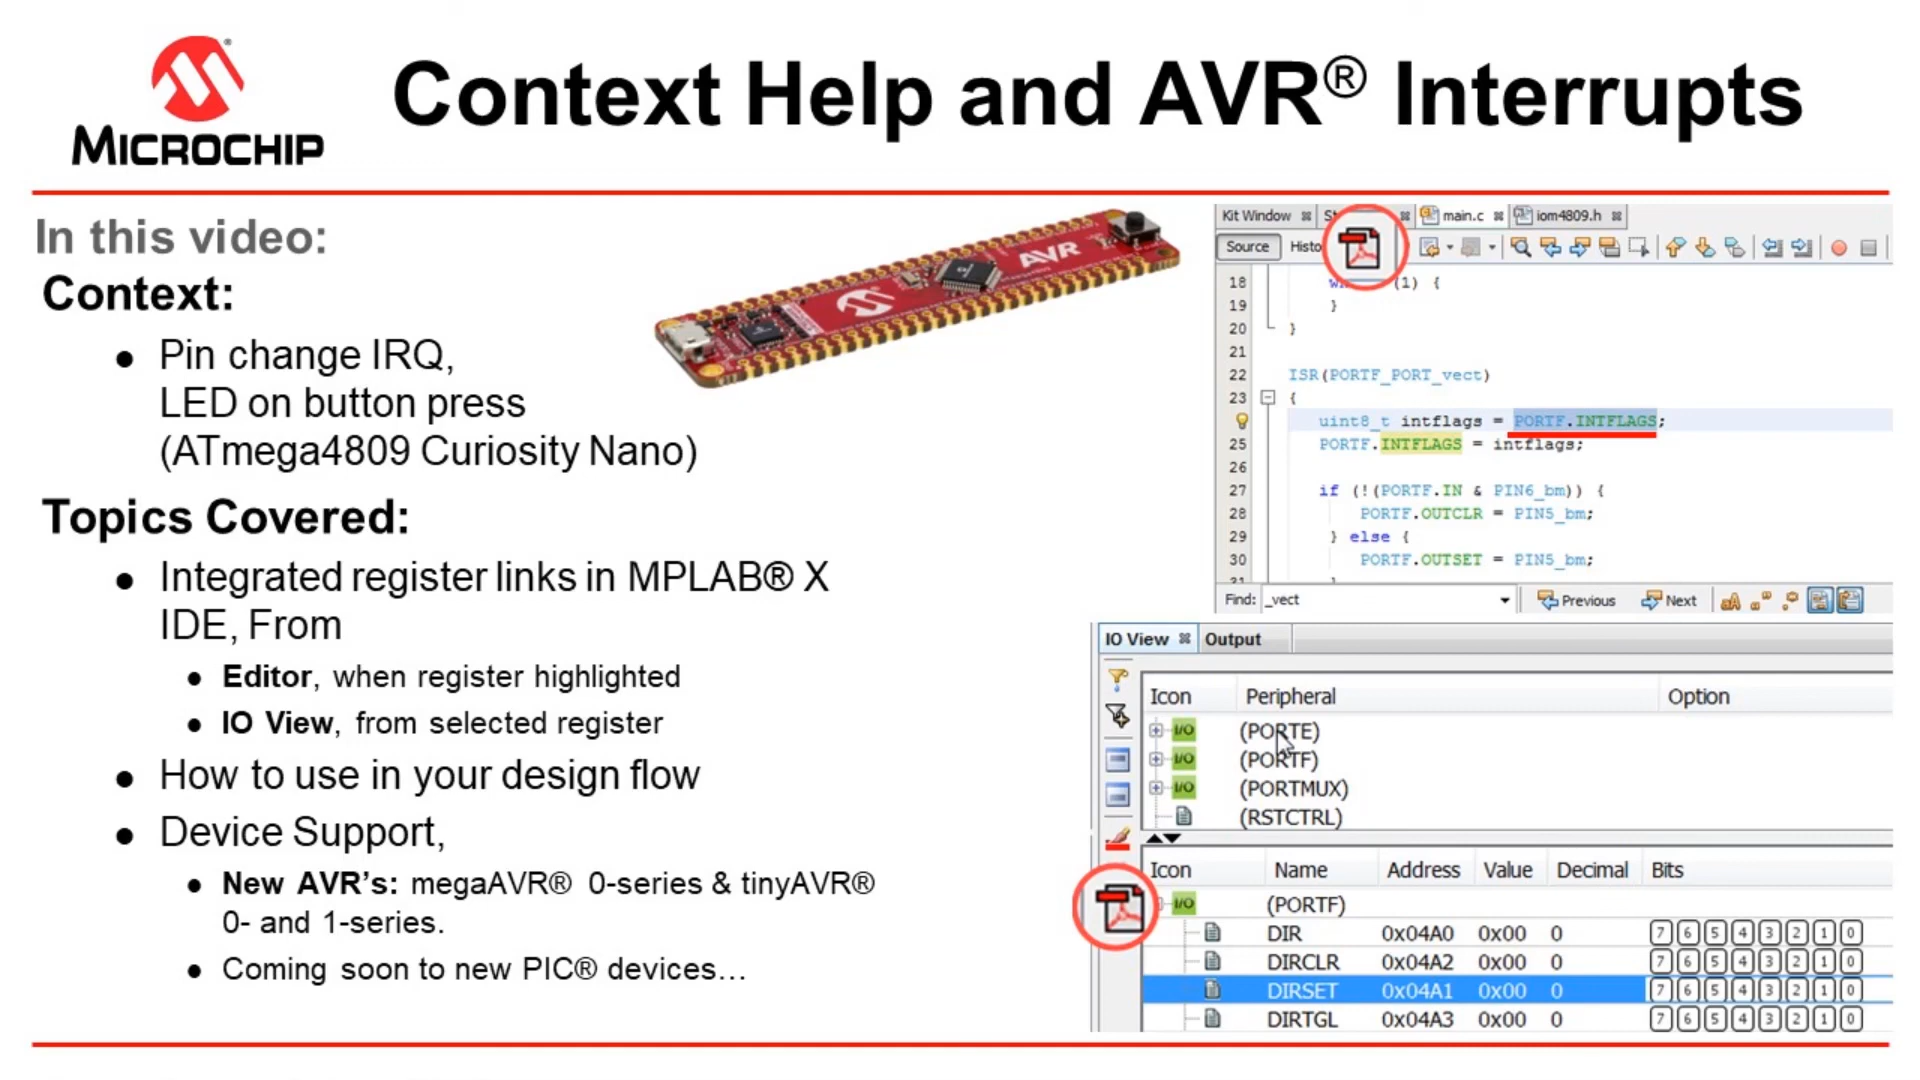 MICROCHIP
Context Help and AVR® Interrupts
In this video:
Context:
● Pin change IRQ,
LED on button press
(ATmega4809 Curiosity Nano)
Topics Covered:
● Integrated register links in MPLAB® X
IDE, From
● Editor, when register highlighted
● IO View, from selected register
● How to use in your design flow
● Device Support,
● New AVR's: megaAVR® 0-series & tinyAVR®
0- and 1-series.
● Coming soon to new PIC® devices...
AVR
Kit Window St main.c iom4809.h
Source Histo
18 (1) {
19 }
20 }
21
22 ISR(PORTF_PORT_vect)
23 {
uint8_t intflags = PORTF.INTFLAGS;
25 PORTF.INTFLAGS = intflags;
26
27 if (!(PORTF.IN & PIN6_bm)) {
28 PORTF.OUTCLR = PIN5_bm;
29 } else {
30 PORTF.OUTSET = PIN5_bm;
31
Find: _vect Previous Next aA
IO View Output
Icon Peripheral Option
I/O (PORTE)
I/O (PORTF)
I/O (PORTMUX)
(RSTCTRL)
Icon Name Address Value Decimal Bits
I/O (PORTF)
DIR 0x04A0 0x00 0 7 6 5 4 3 2 1 0
DIRCLR 0x04A2 0x00 0 7 6 5 4 3 2 1 0
DIRSET 0x04A1 0x00 0 7 6 5 4 3 2 1 0
DIRTGL 0x04A3 0x00 0 7 6 5 4 3 2 1 0